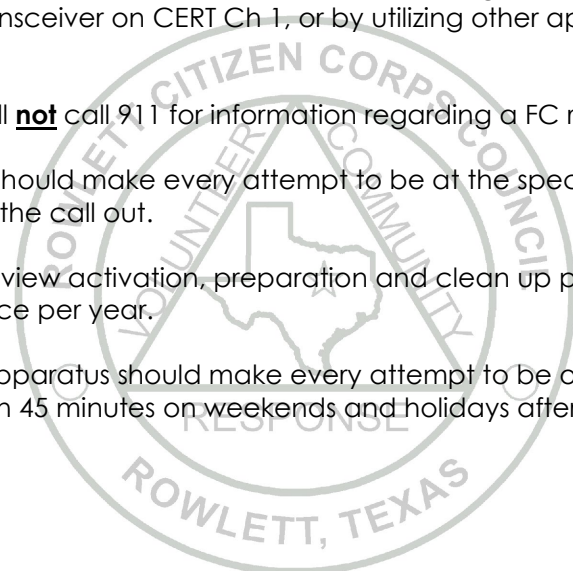 nsceiver on CERT Ch 1, or by utilizing other ap
ll not call 911 for information regarding a FC r
should make every attempt to be at the spec
the call out.
view activation, preparation and clean up p
ce per year.
pparatus should make every attempt to be o
n 45 minutes on weekends and holidays after
ROWLETT CITIZEN CORPS COUNCIL
VOLUNTEER
COMMUNITY
RESPONSE
ROWLETT, TEXAS